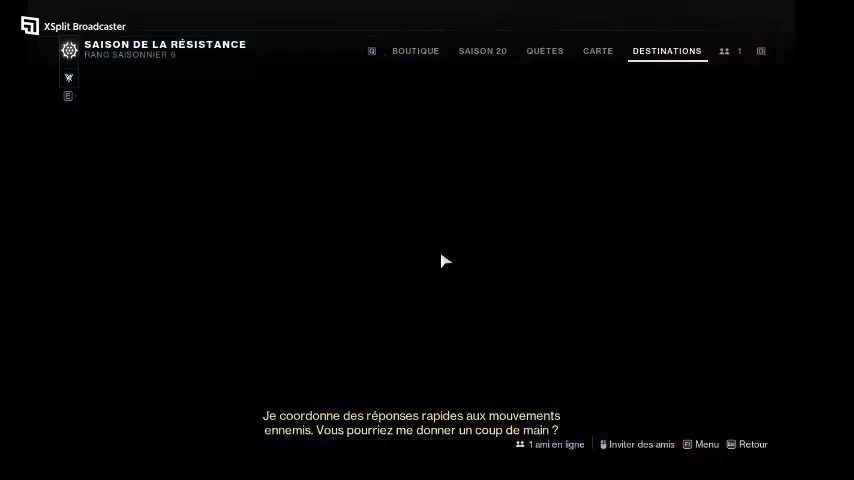 XSplit Broadcaster
SAISON DE LA RÉSISTANCE
RANG SAISONNIER 6
Q BOUTIQUE SAISON 20 QUÊTES CARTE DESTINATIONS 1 D
E
Je coordonne des réponses rapides aux mouvements
ennemis. Vous pourriez me donner un coup de main ?
1 ami en ligne Inviter des amis F1 Menu Retour